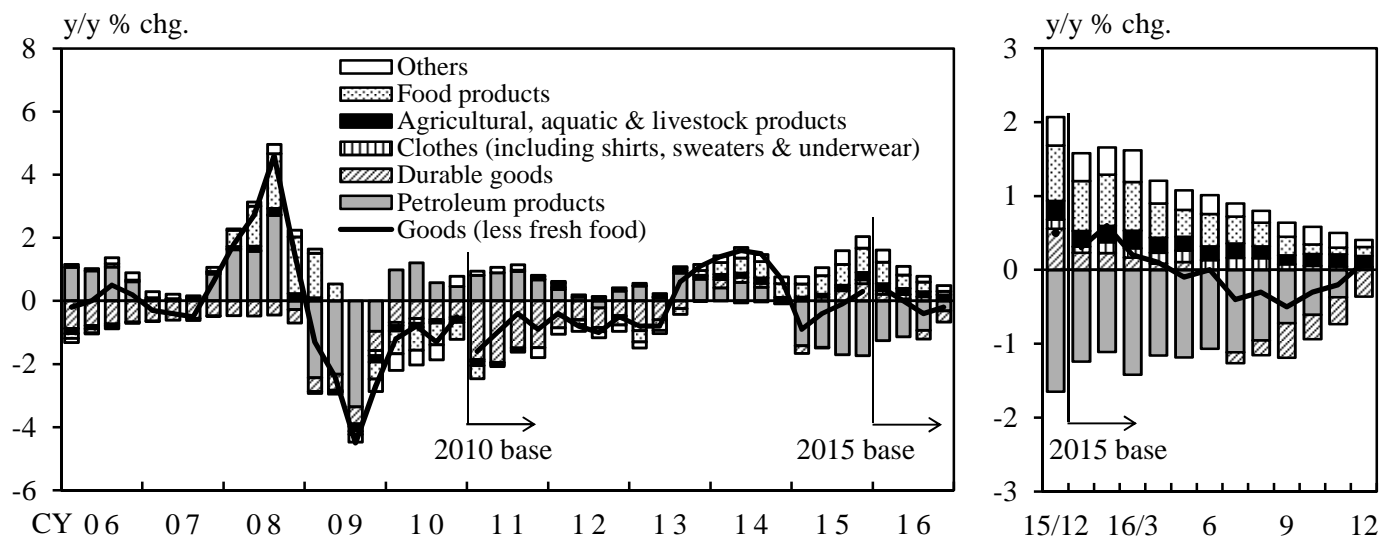 y/y % chg.
8
6
4
2
0
-2
-4
-6
Others
Food products
Agricultural, aquatic & livestock products
Clothes (including shirts, sweaters & underwear)
Durable goods
Petroleum products
Goods (less fresh food)
2010 base
2015 base
CY 06 07 08 09 10 11 12 13 14 15 16
y/y % chg.
3
2
1
0
-1
-2
-3
2015 base
15/12 16/3 6 9 12